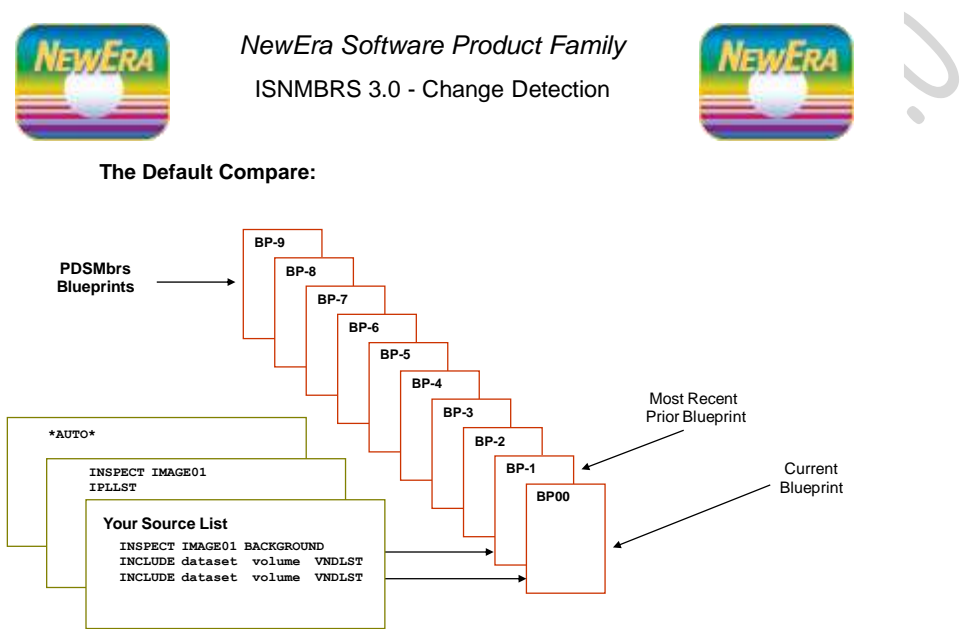 NEWERA
NewEra Software Product Family
NEWERA
ISNMBRS 3.0 - Change Detection
The Default Compare:
PDSMbrs
Blueprints
BP-9
BP-8
BP-7
BP-6
BP-5
BP-4
BP-3
BP-2
BP-1
BP00
Most Recent
Prior Blueprint
Current
Blueprint
*AUTO*
INSPECT IMAGE01
IPLLST
Your Source List
INSPECT IMAGE01 BACKGROUND
INCLUDE dataset volume VNDLST
INCLUDE dataset volume VNDLST